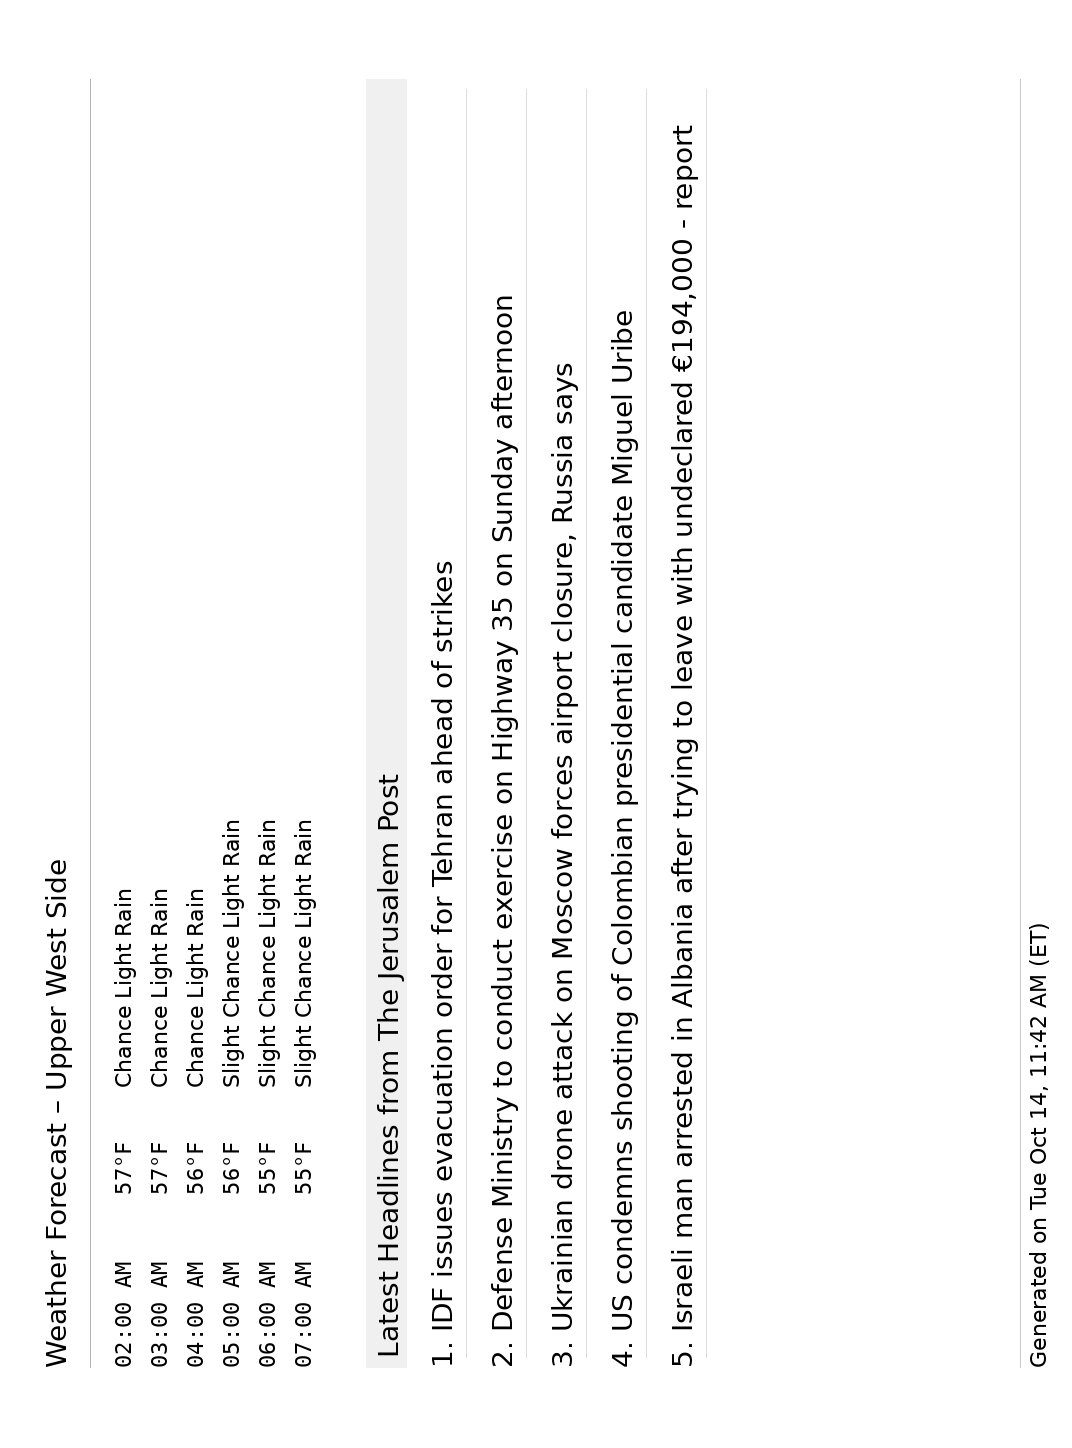 Weather Forecast – Upper West Side
02:00 AM 57°F Chance Light Rain
03:00 AM 57°F Chance Light Rain
04:00 AM 56°F Chance Light Rain
05:00 AM 56°F Slight Chance Light Rain
06:00 AM 55°F Slight Chance Light Rain
07:00 AM 55°F Slight Chance Light Rain
Latest Headlines from The Jerusalem Post
1. IDF issues evacuation order for Tehran ahead of strikes
2. Defense Ministry to conduct exercise on Highway 35 on Sunday afternoon
3. Ukrainian drone attack on Moscow forces airport closure, Russia says
4. US condemns shooting of Colombian presidential candidate Miguel Uribe
5. Israeli man arrested in Albania after trying to leave with undeclared €194,000 - report
Generated on Tue Oct 14, 11:42 AM (ET)